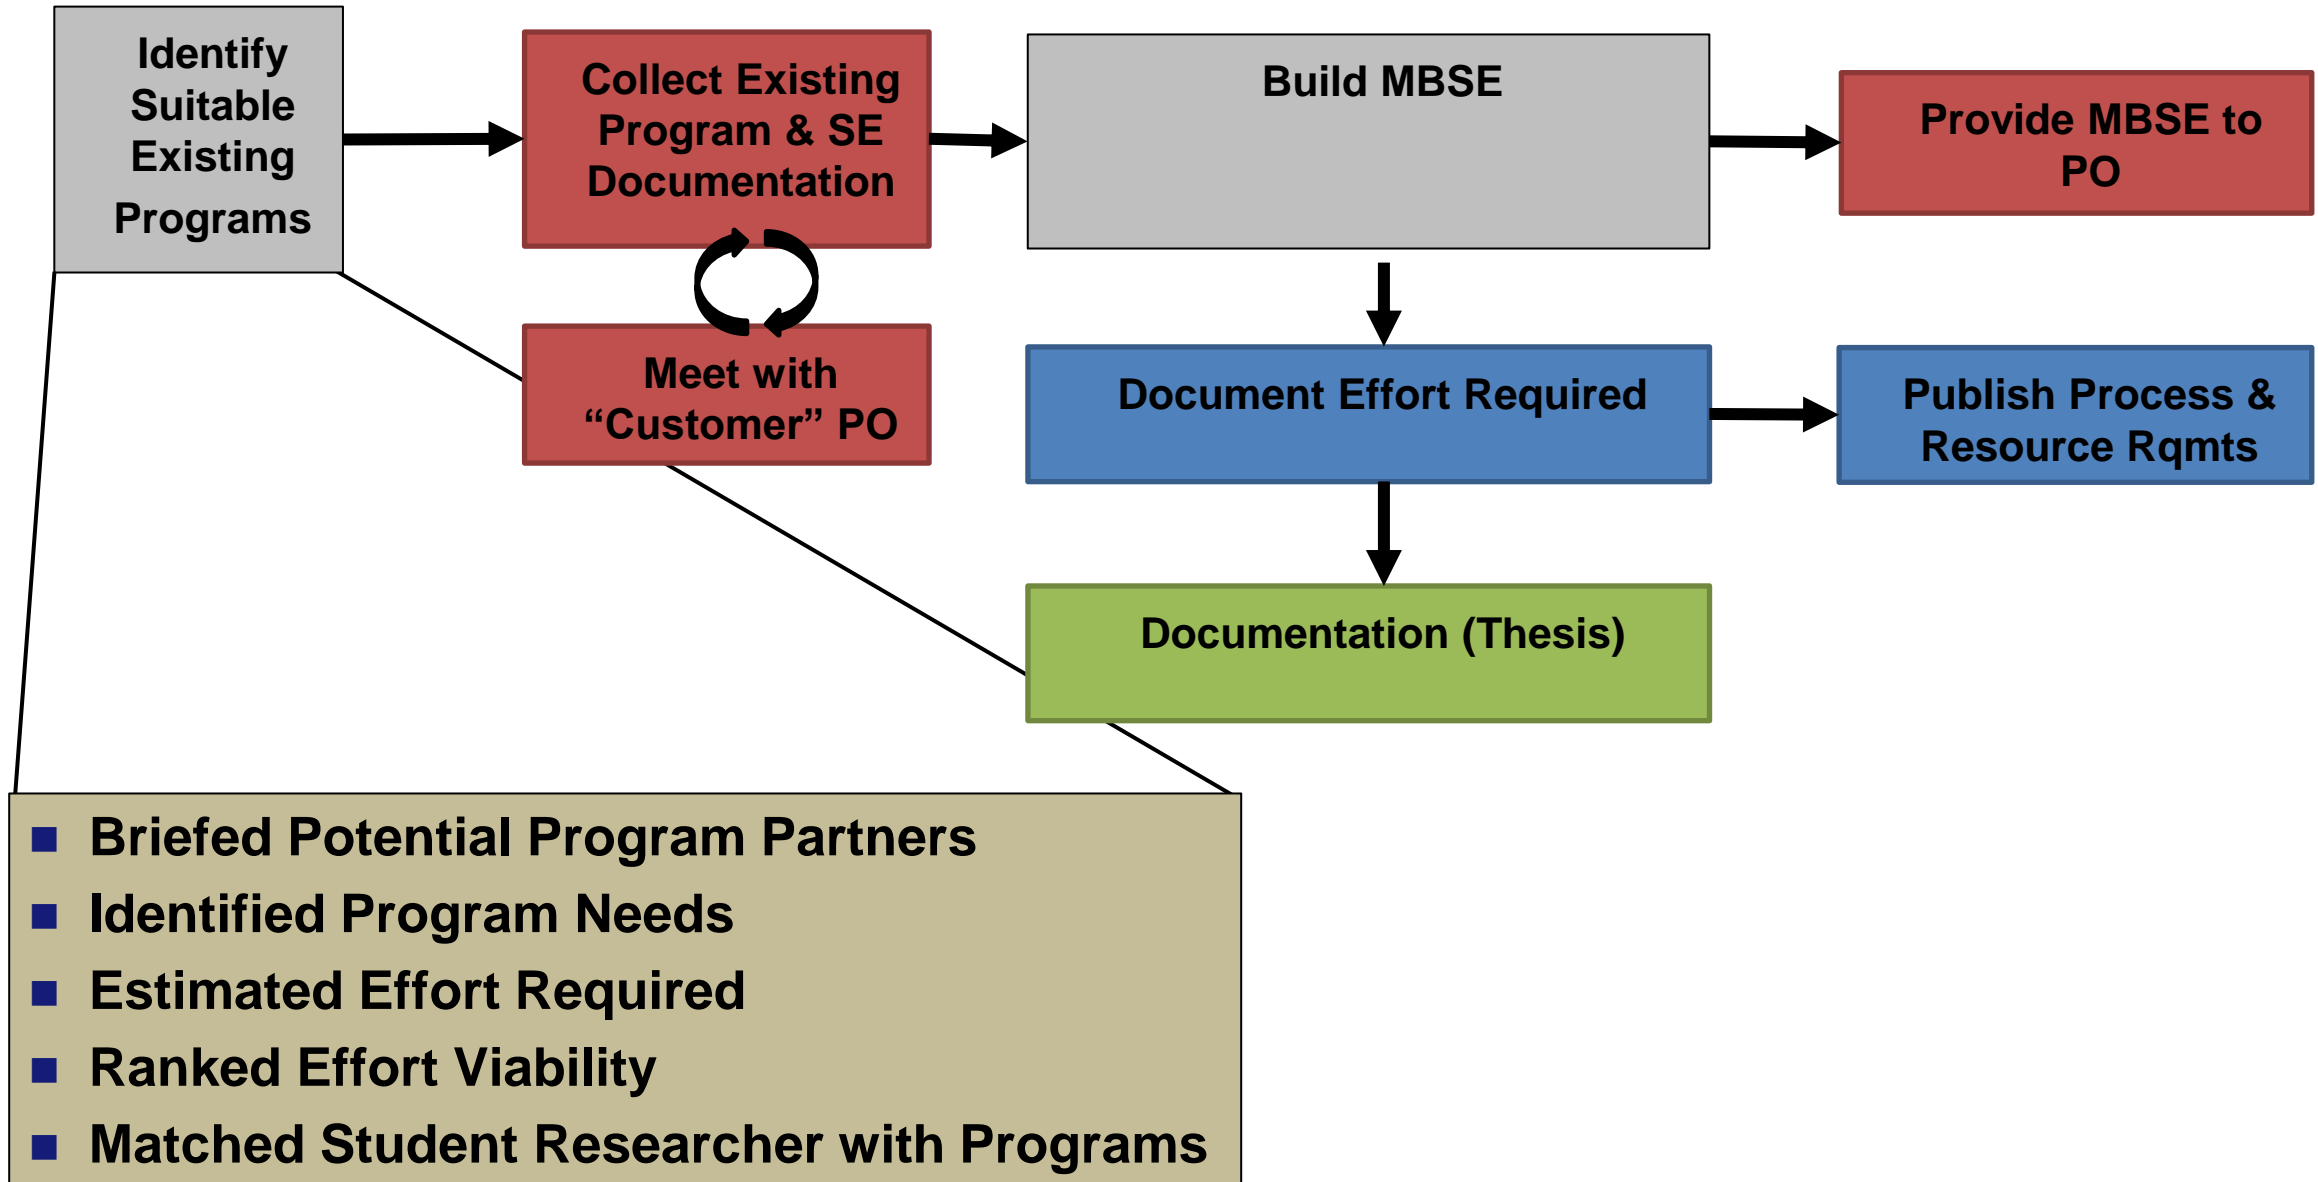 Identify
Suitable
Existing
Programs
Collect Existing
Program & SE
Documentation
Build MBSE
Provide MBSE to
PO
Meet with
“Customer” PO
Document Effort Required
Publish Process &
Resource Rqmts
Documentation (Thesis)
Briefed Potential Program Partners
Identified Program Needs
Estimated Effort Required
Ranked Effort Viability
Matched Student Researcher with Programs